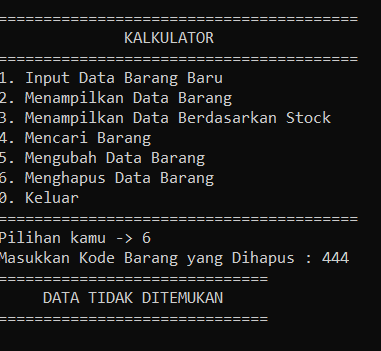 ======================================
KALKULATOR
======================================
1. Input Data Barang Baru
2. Menampilkan Data Barang
3. Menampilkan Data Berdasarkan Stock
4. Mencari Barang
5. Mengubah Data Barang
6. Menghapus Data Barang
0. Keluar
======================================
Pilihan kamu -> 6
Masukkan Kode Barang yang Dihapus : 444
==============================
DATA TIDAK DITEMUKAN
==============================